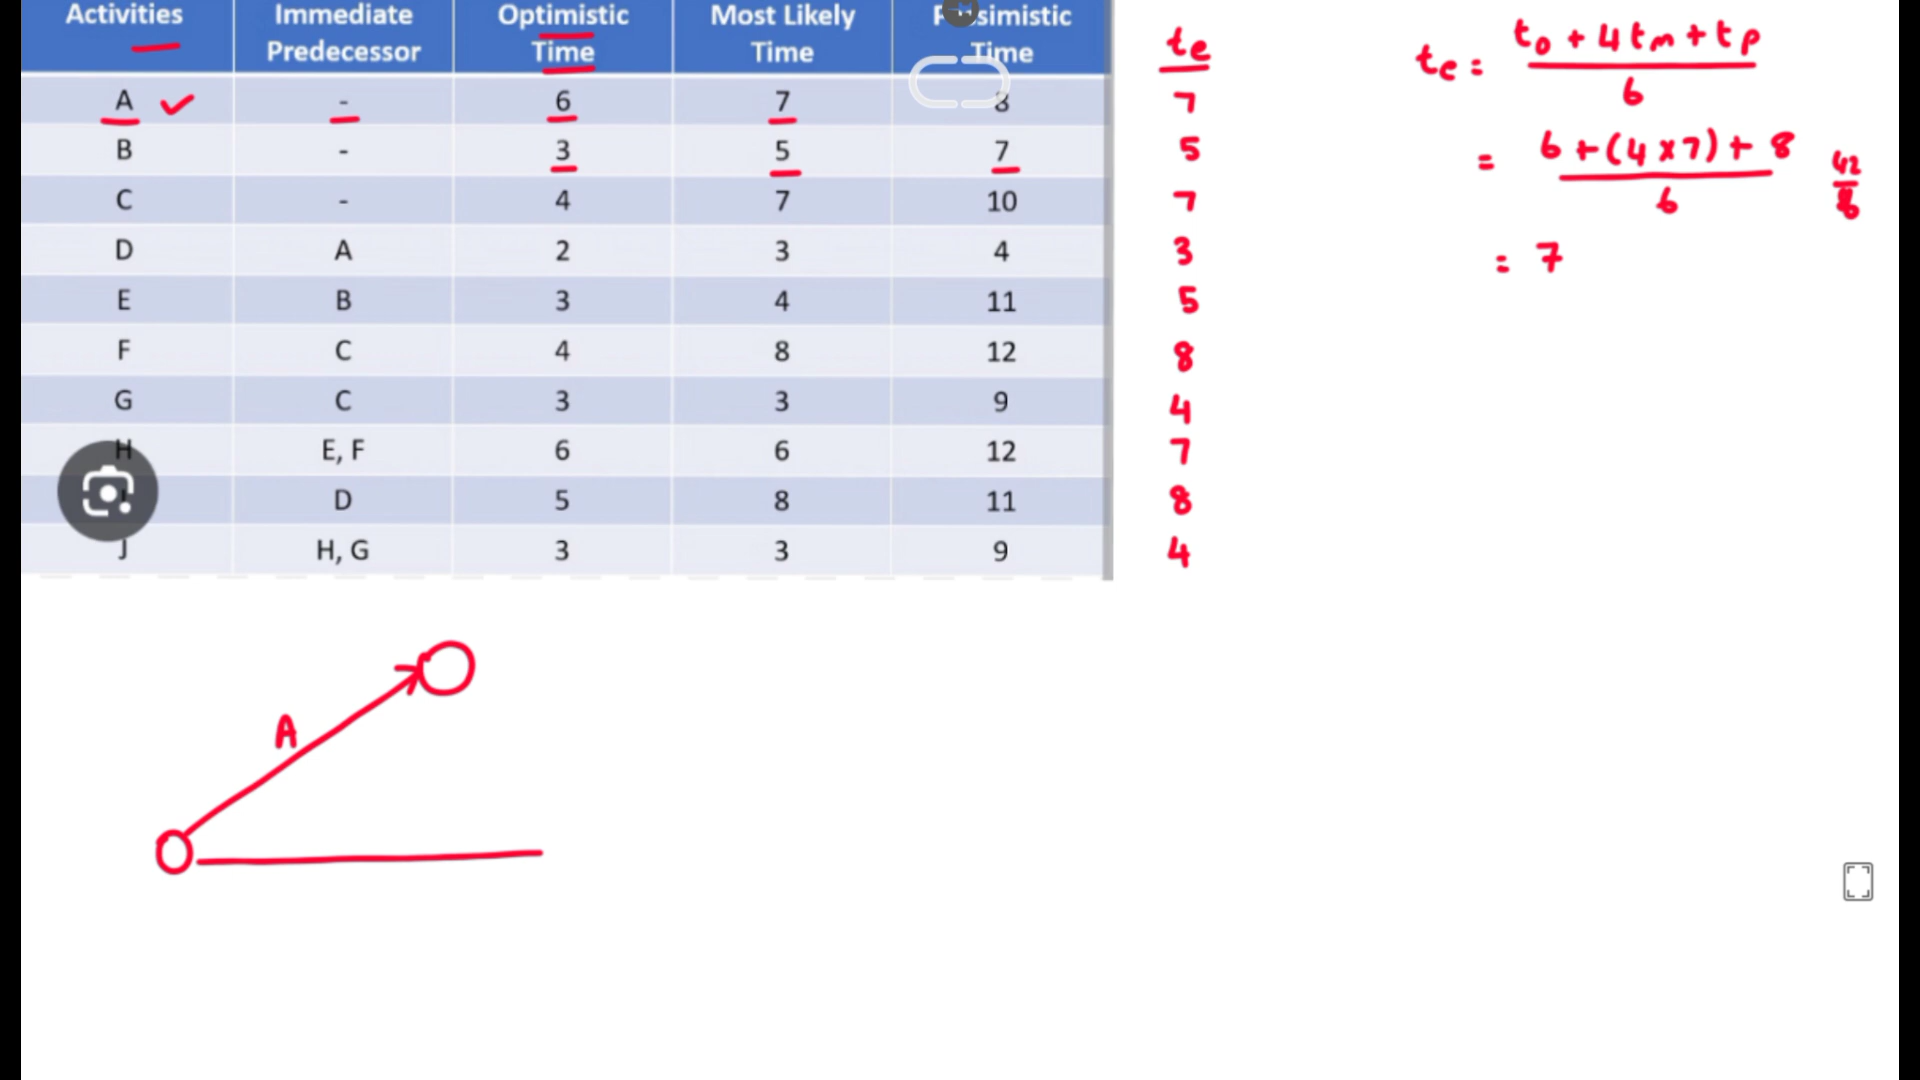 Activities Immediate Predecessor Optimistic Time Most Likely Time Time te
A - 6 7 8 7
B - 3 5 7 5
C - 4 7 10 7
D A 2 3 4 3
E B 3 4 11 5
F C 4 8 12 8
G C 3 3 9 4
H E, F 6 6 12 7
D 5 8 11 8
J H, G 3 3 9 4
te = to + 4tm + tp
6
= 6 + (4 x 7) + 8
6
42
= 7
A